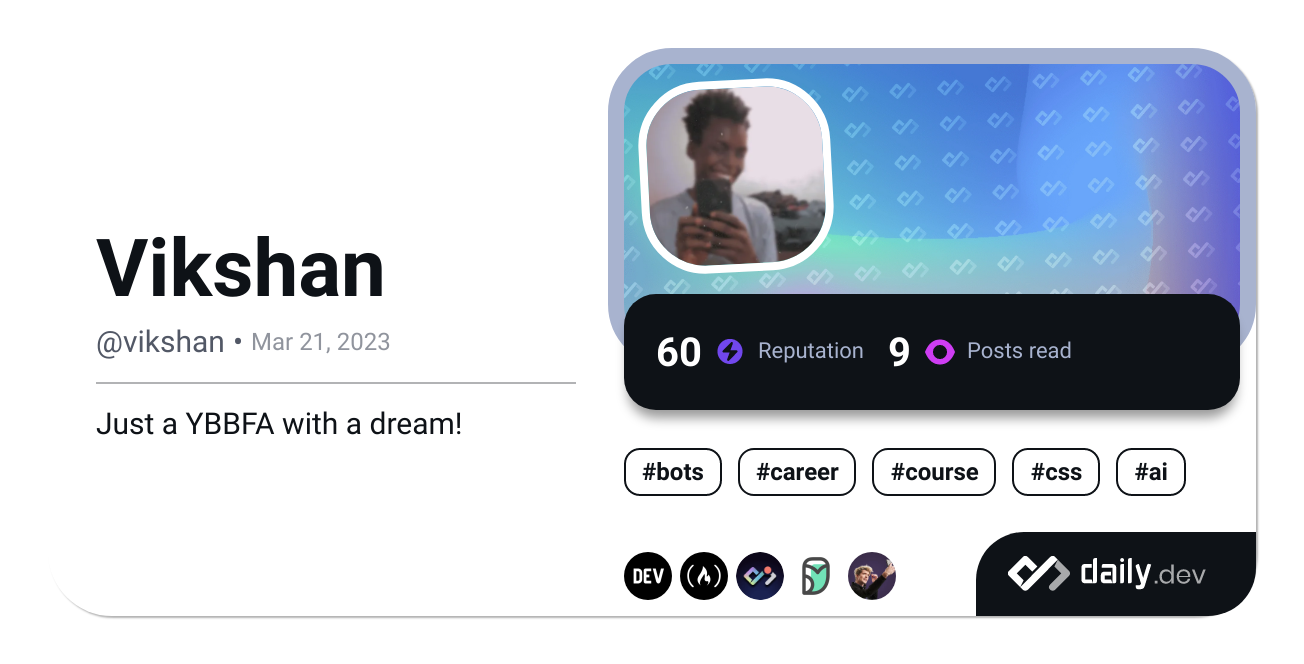 Vikshan
@vikshan • Mar 21, 2023
Just a YBBFA with a dream!
60 Reputation 9 Posts read
#bots #career #course #css #ai
DEV
daily.dev